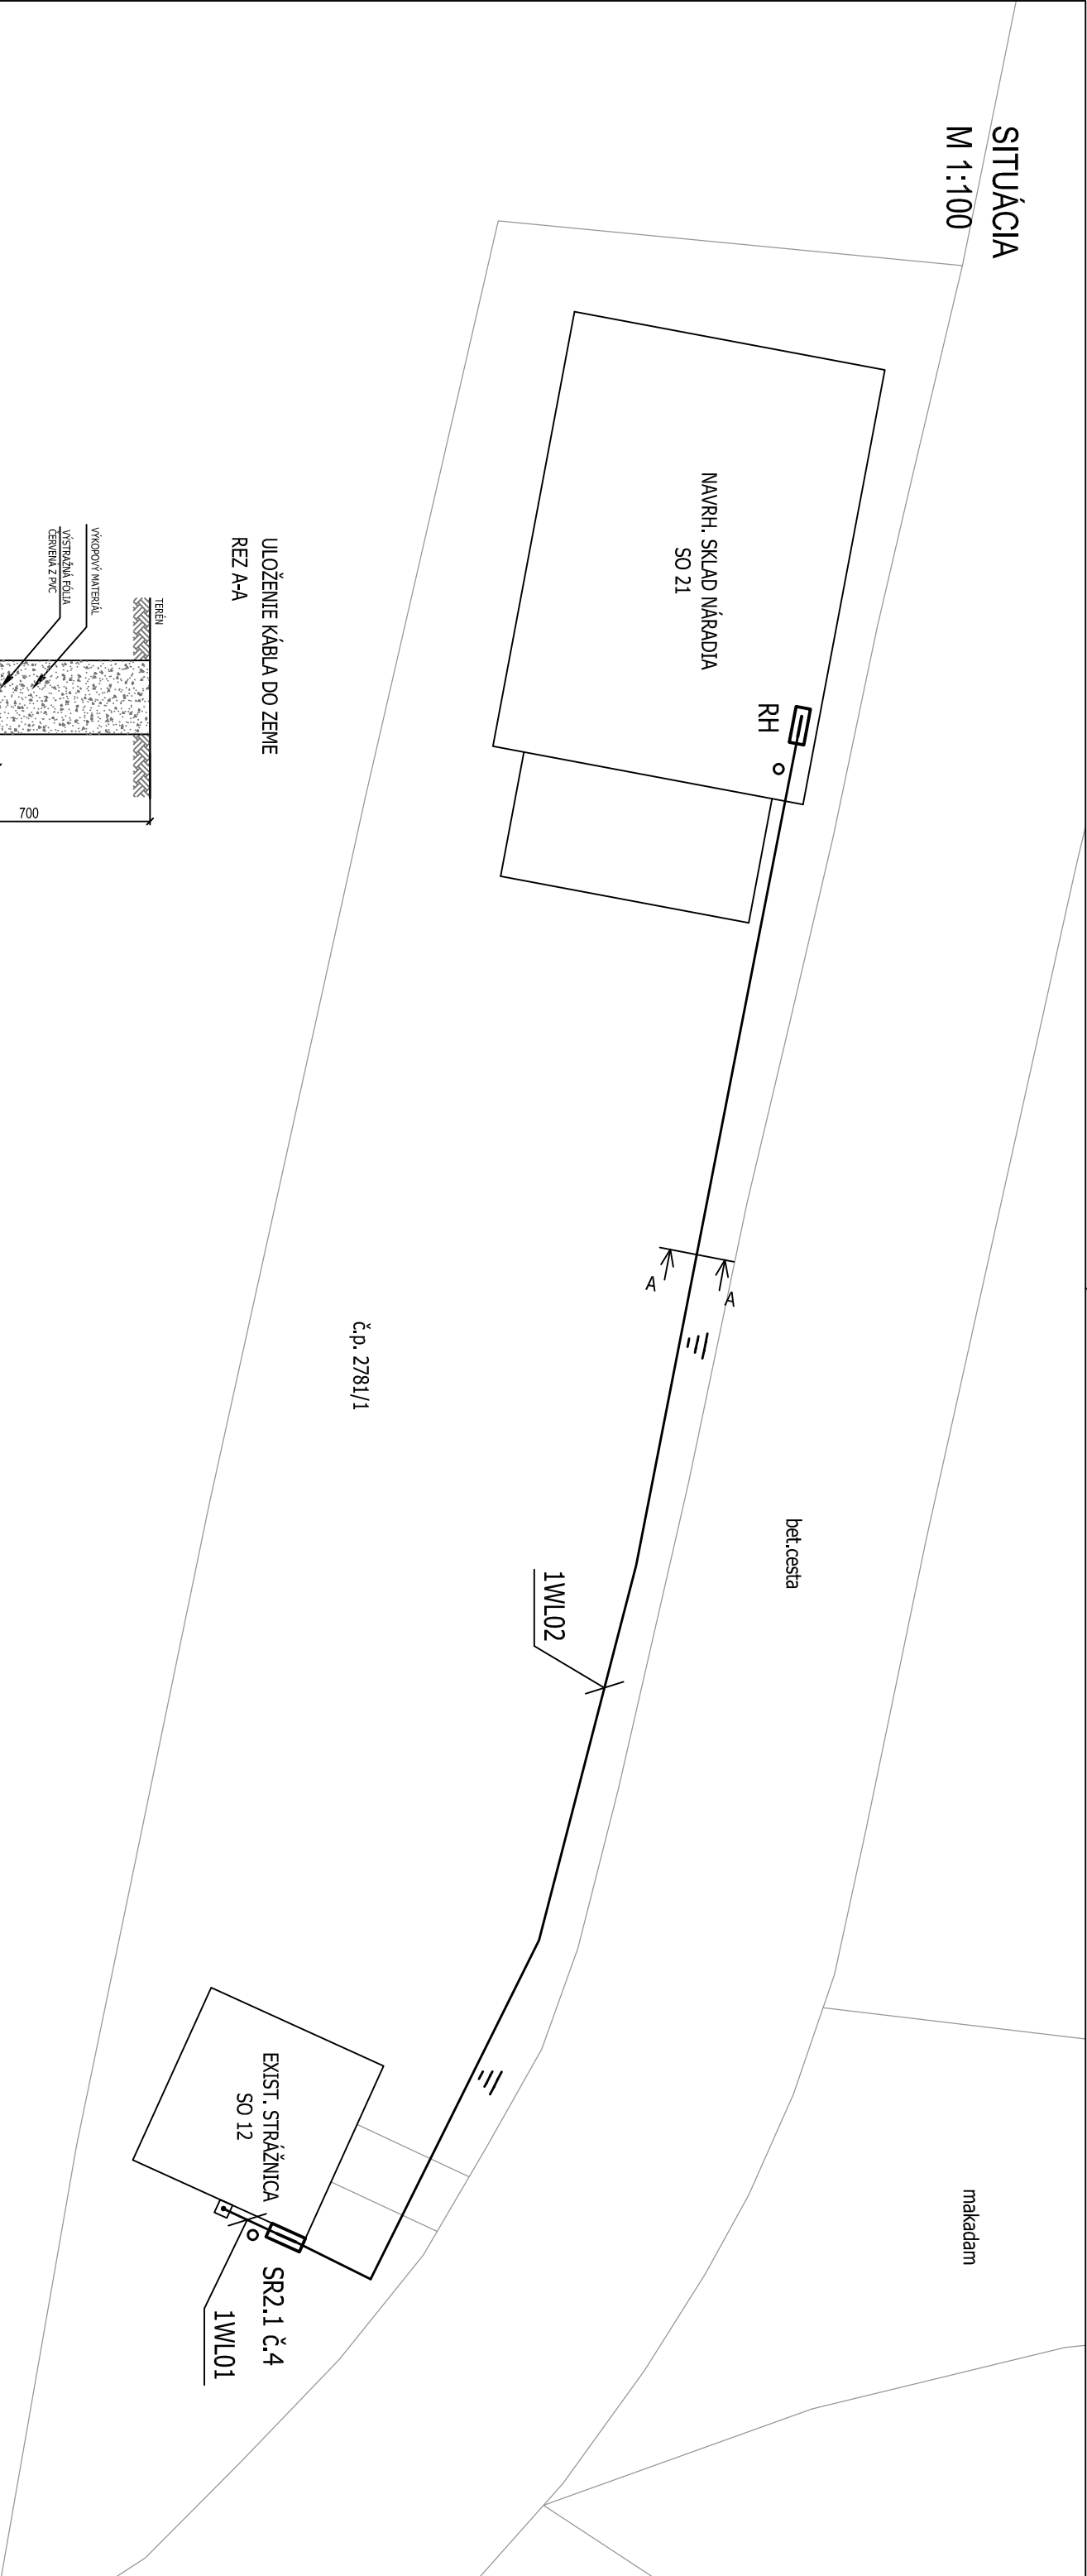 SITUÁCIA
M 1:100
NAVRH. SKLAD NÁRADIA
SO 21
RH
ULOŽENIE KÁBLA DO ZEME
REZ A-A
TERÉN
VÝKOPOVÝ MATERIÁL
VÝSTRAŽNÁ FÓLIA
ČERVENÁ Z PVC
700
A
A
č.p. 2781/1
bet.cesta
1WL02
makadam
EXIST. STRÁŽNICA
SO 12
SR2.1 č.4
1WL01